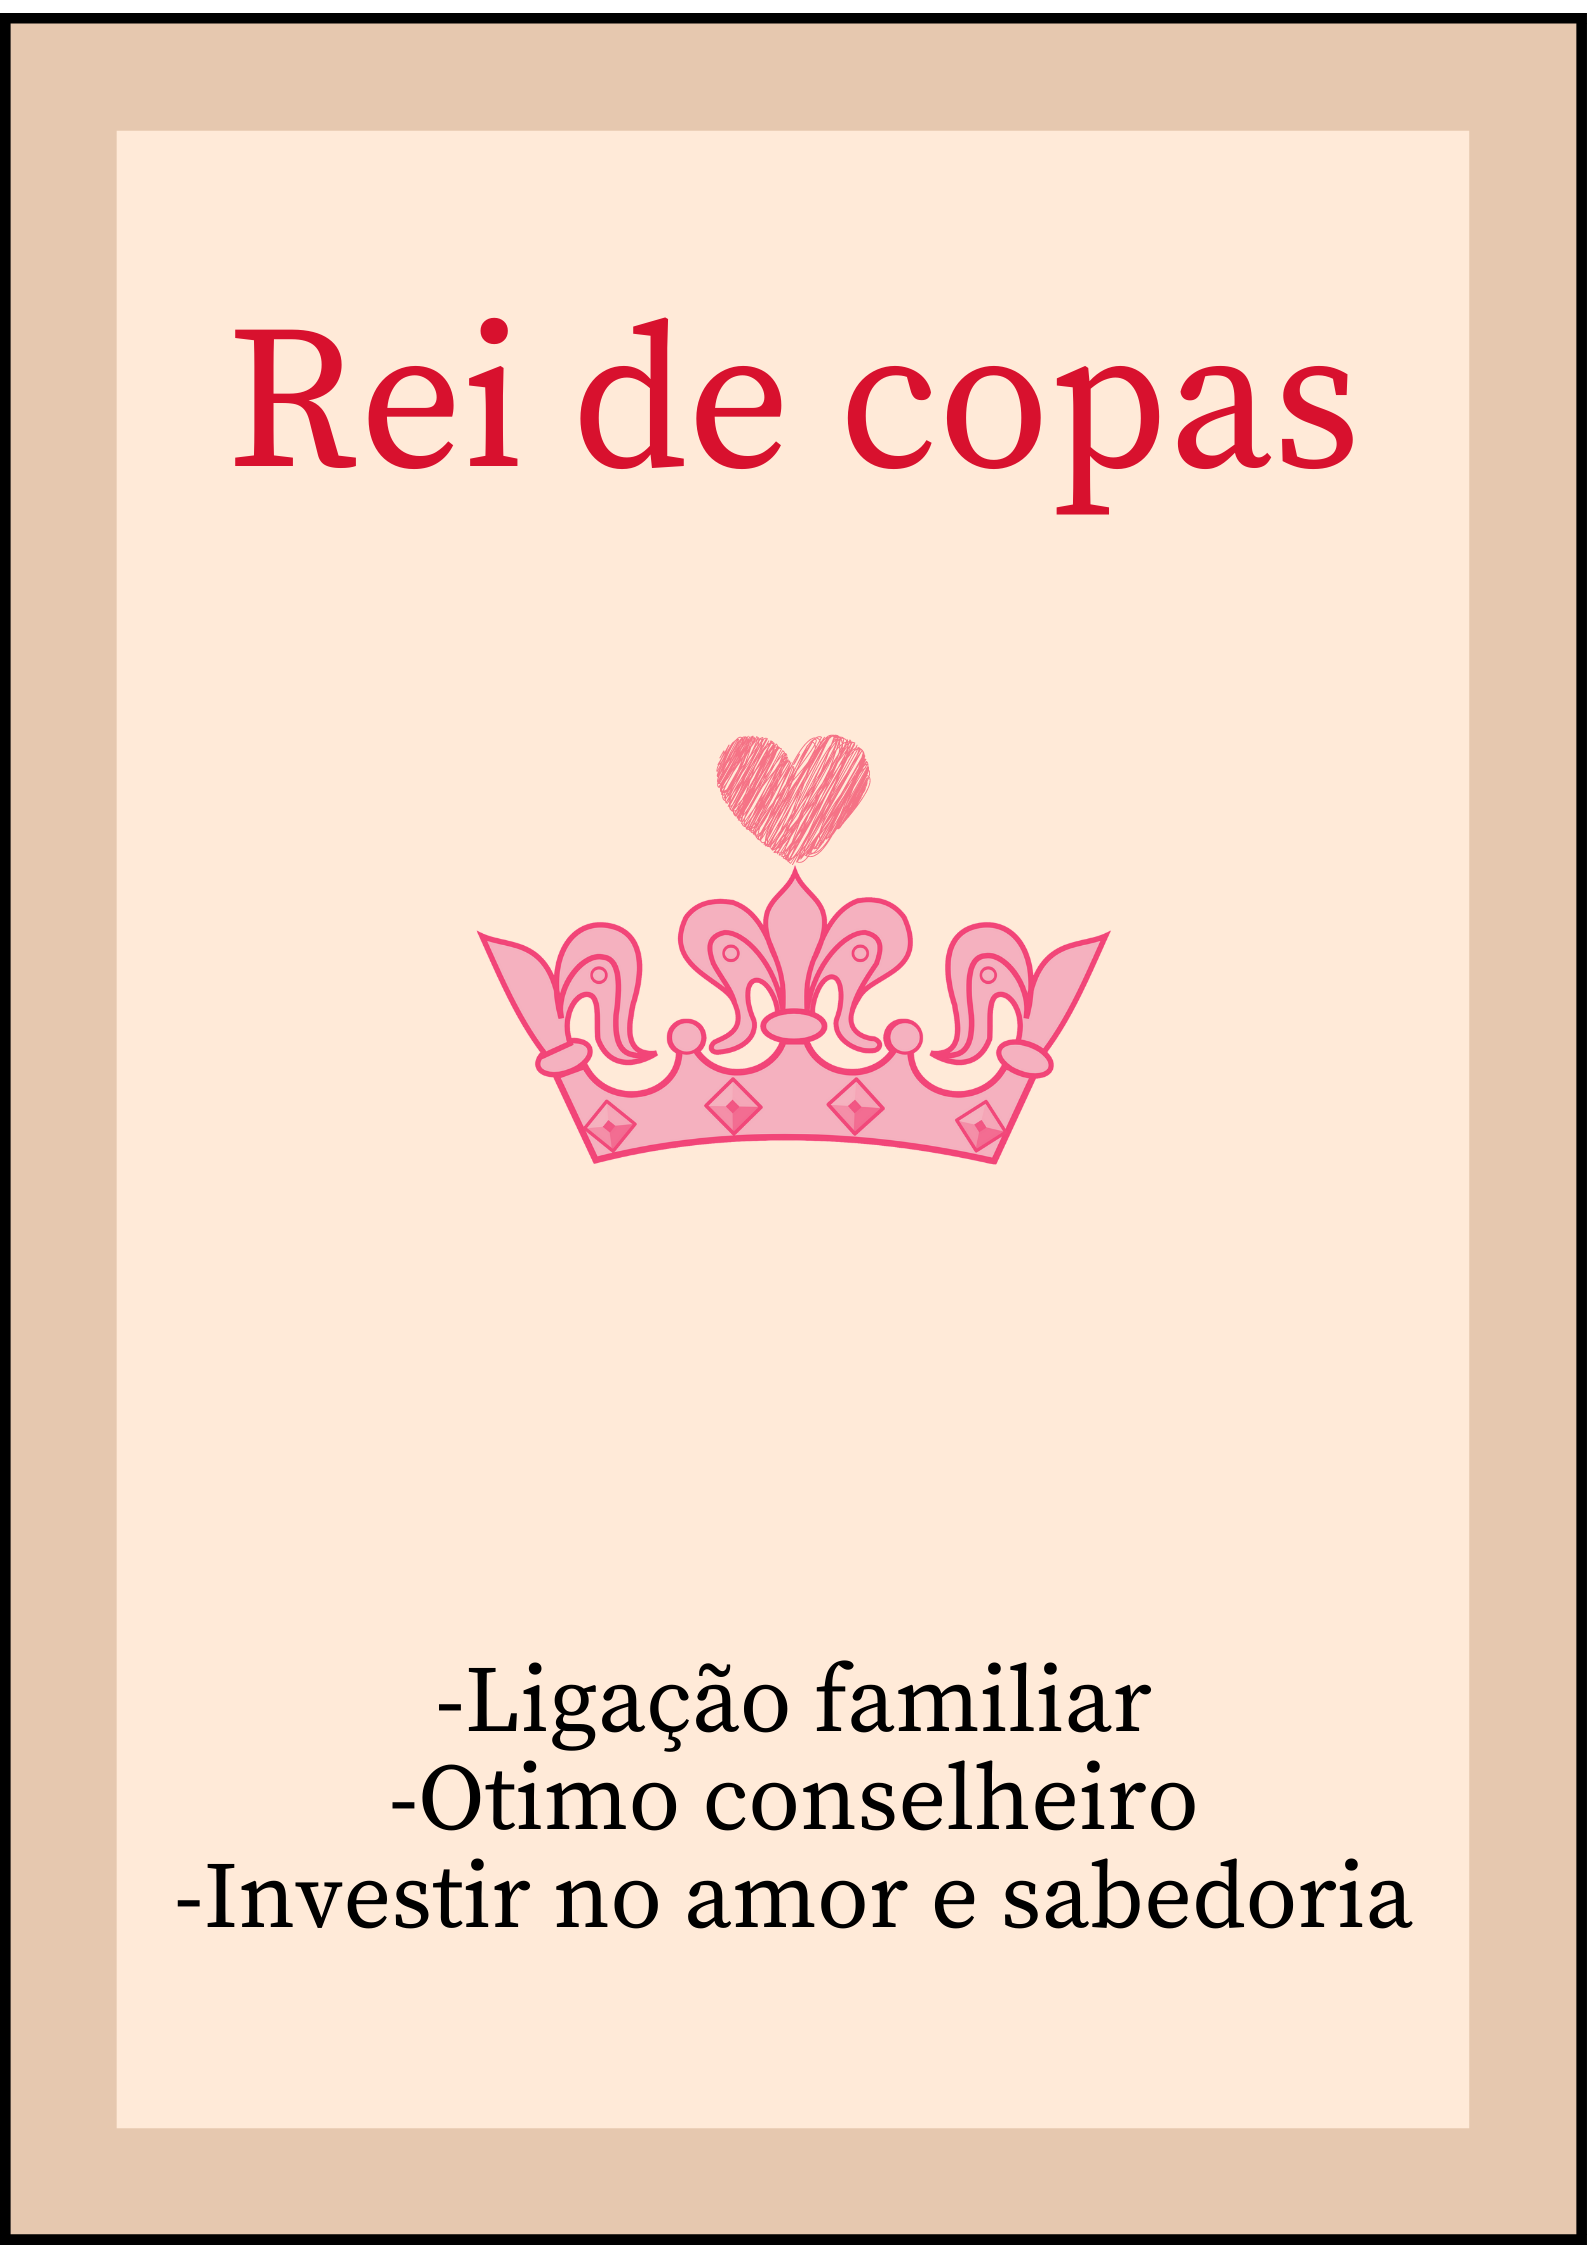 Rei de copas
-Ligação familiar
-Otimo conselheiro
-Investir no amor e sabedoria